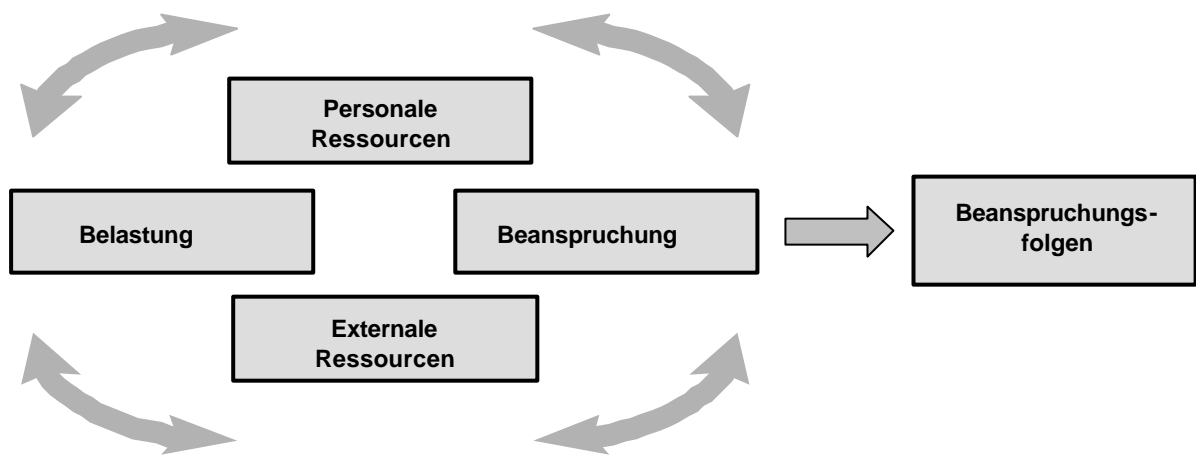 Personale
Ressourcen
Belastung
Beanspruchung
Beanspruchungs-
folgen
Externale
Ressourcen